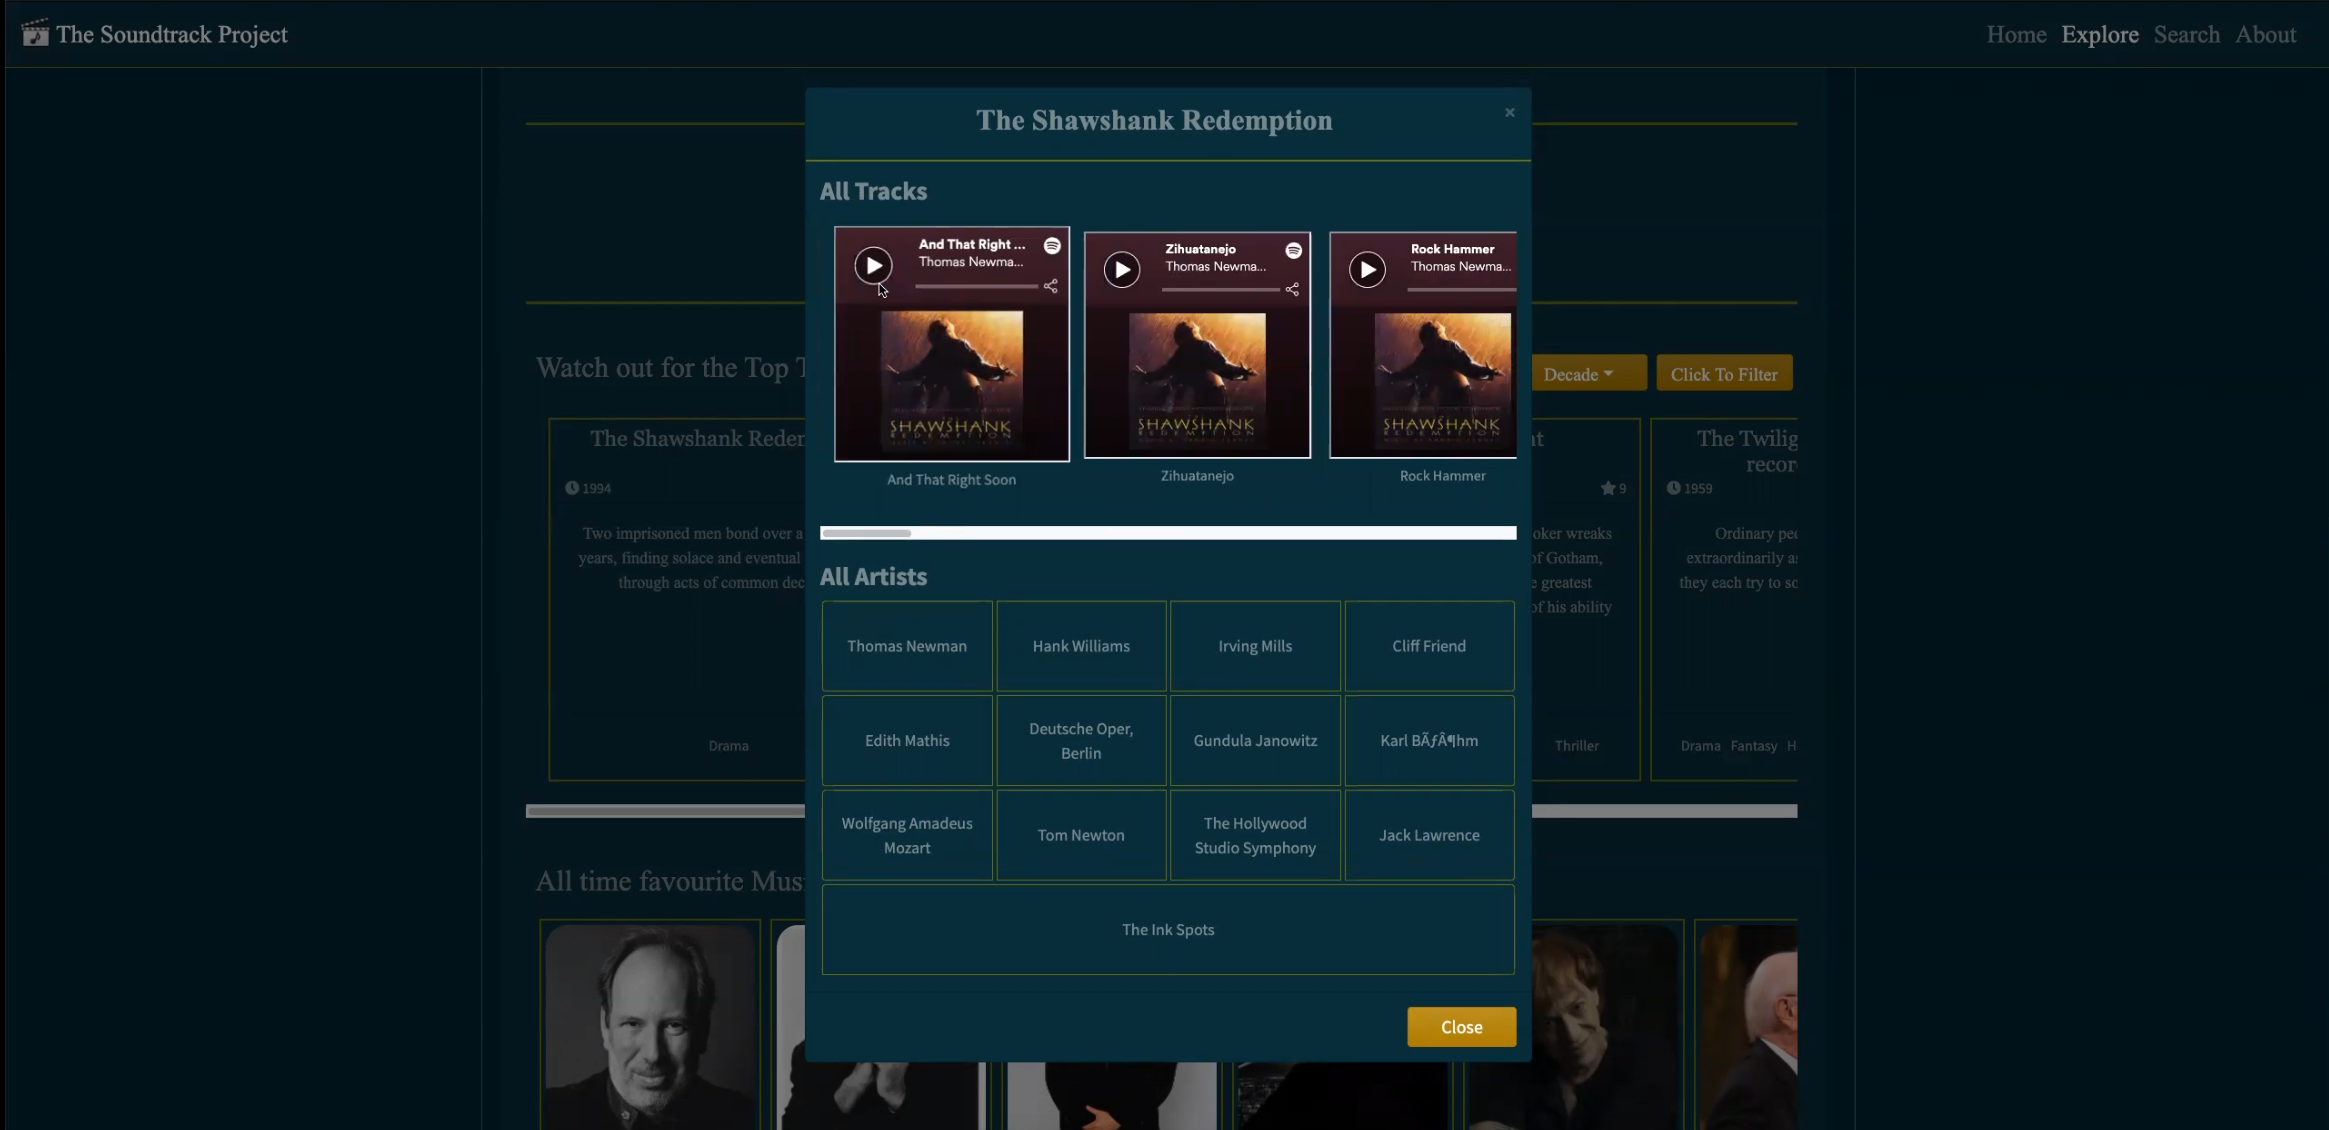 The Soundtrack Project
Home Explore Search About
The Shawshank Redemption
×
All Tracks
And That Right ...
Thomas Newma...
Zihuatanejo
Thomas Newma...
Rock Hammer
Thomas Newma...
SHAWSHANK
REDEMPTION
SHAWSHANK
REDEMPTION
SHAWSHANK
REDEMPTION
And That Right Soon
Zihuatanejo
Rock Hammer
All Artists
Thomas Newman
Hank Williams
Irving Mills
Cliff Friend
Edith Mathis
Deutsche Oper,
Berlin
Gundula Janowitz
Karl BÃƒÂ¶hm
Wolfgang Amadeus
Mozart
Tom Newton
The Hollywood
Studio Symphony
Jack Lawrence
The Ink Spots
Close
Watch out for the Top T
Decade
Click To Filter
The Shawshank Reder
1994
Two imprisoned men bond over a
years, finding solace and eventual
through acts of common dec
Drama
9
oker wreaks
of Gotham,
e greatest
of his ability
Thriller
The Twilig
recor
1959
Ordinary pe
extraordinarily a
they each try to so
Drama Fantasy H
All time favourite Mus